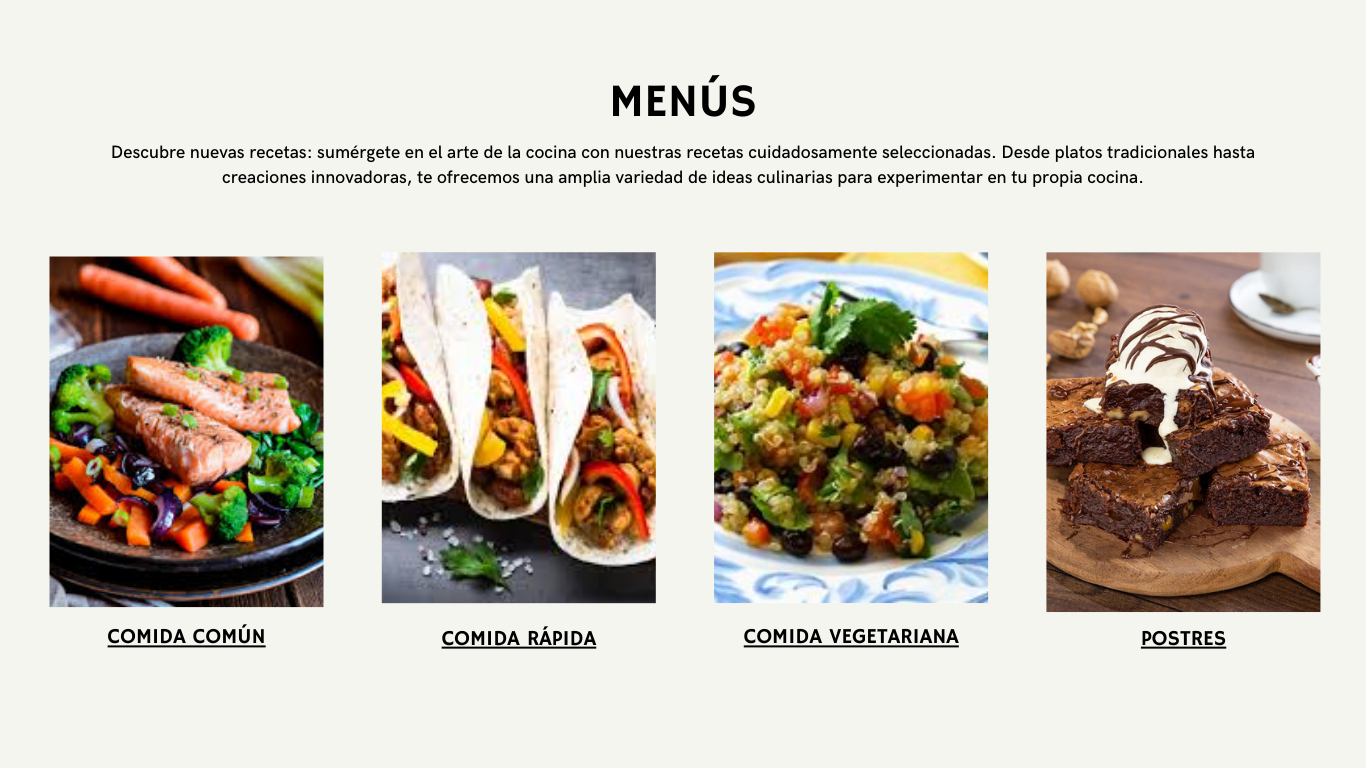 MENÚS
Descubre nuevas recetas: sumérgete en el arte de la cocina con nuestras recetas cuidadosamente seleccionadas. Desde platos tradicionales hasta
creaciones innovadoras, te ofrecemos una amplia variedad de ideas culinarias para experimentar en tu propia cocina.
COMIDA COMÚN
COMIDA RÁPIDA
COMIDA VEGETARIANA
POSTRES